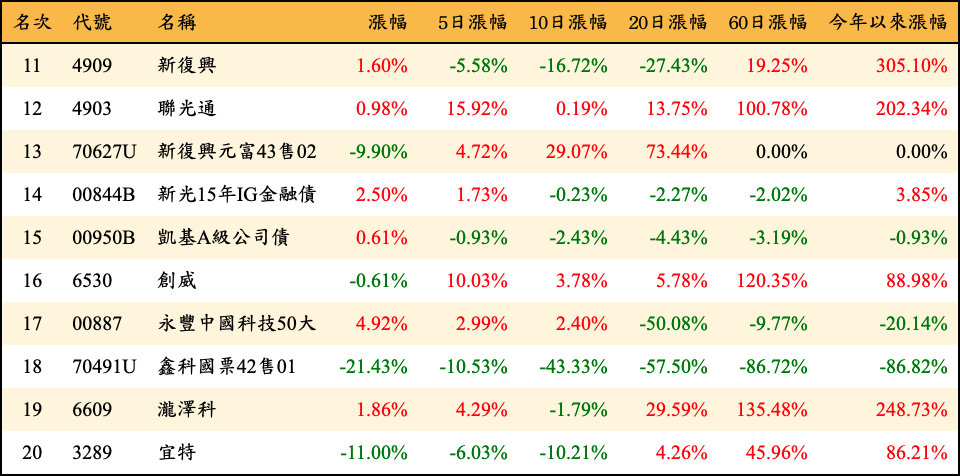 名次 代號 名稱 漲幅 5日漲幅 10日漲幅 20日漲幅 60日漲幅 今年以來漲幅
11 4909 新復興 1.60% -5.58% -16.72% -27.43% 19.25% 305.10%
12 4903 聯光通 0.98% 15.92% 0.19% 13.75% 100.78% 202.34%
13 70627U 新復興元富43售02 -9.90% 4.72% 29.07% 73.44% 0.00% 0.00%
14 00844B 新光15年IG金融債 2.50% 1.73% -0.23% -2.27% -2.02% 3.85%
15 00950B 凱基A級公司債 0.61% -0.93% -2.43% -4.43% -3.19% -0.93%
16 6530 創威 -0.61% 10.03% 3.78% 5.78% 120.35% 88.98%
17 00887 永豐中國科技50大 4.92% 2.99% 2.40% -50.08% -9.77% -20.14%
18 70491U 鑫科國票42售01 -21.43% -10.53% -43.33% -57.50% -86.72% -86.82%
19 6609 瀧澤科 1.86% 4.29% -1.79% 29.59% 135.48% 248.73%
20 3289 宜特 -11.00% -6.03% -10.21% 4.26% 45.96% 86.21%